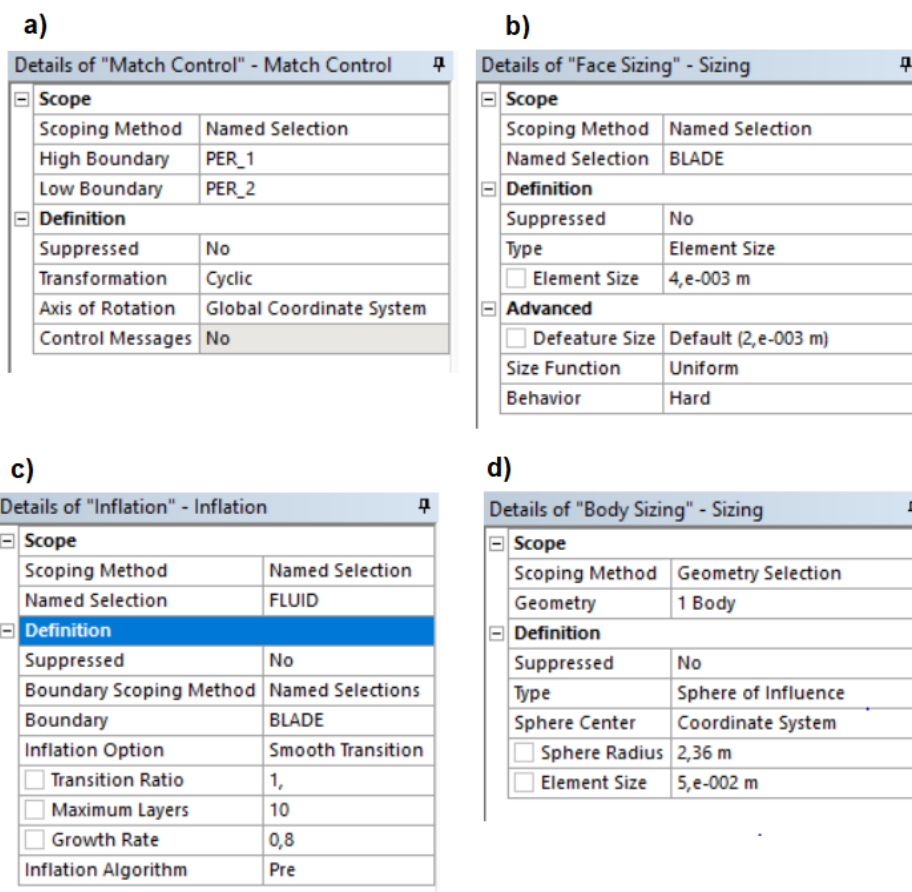 a)
Details of "Match Control" - Match Control
Scope
Scoping Method Named Selection
High Boundary PER_1
Low Boundary PER_2
Definition
Suppressed No
Transformation Cyclic
Axis of Rotation Global Coordinate System
Control Messages No
b)
Details of "Face Sizing" - Sizing
Scope
Scoping Method Named Selection
Named Selection BLADE
Definition
Suppressed No
Type Element Size
Element Size 4,e-003 m
Advanced
Defeature Size Default (2,e-003 m)
Size Function Uniform
Behavior Hard
c)
Details of "Inflation" - Inflation
Scope
Scoping Method Named Selection
Named Selection FLUID
Definition
Suppressed No
Boundary Scoping Method Named Selections
Boundary BLADE
Inflation Option Smooth Transition
Transition Ratio 1,
Maximum Layers 10
Growth Rate 0,8
Inflation Algorithm Pre
d)
Details of "Body Sizing" - Sizing
Scope
Scoping Method Geometry Selection
Geometry 1 Body
Definition
Suppressed No
Type Sphere of Influence
Sphere Center Coordinate System
Sphere Radius 2,36 m
Element Size 5,e-002 m